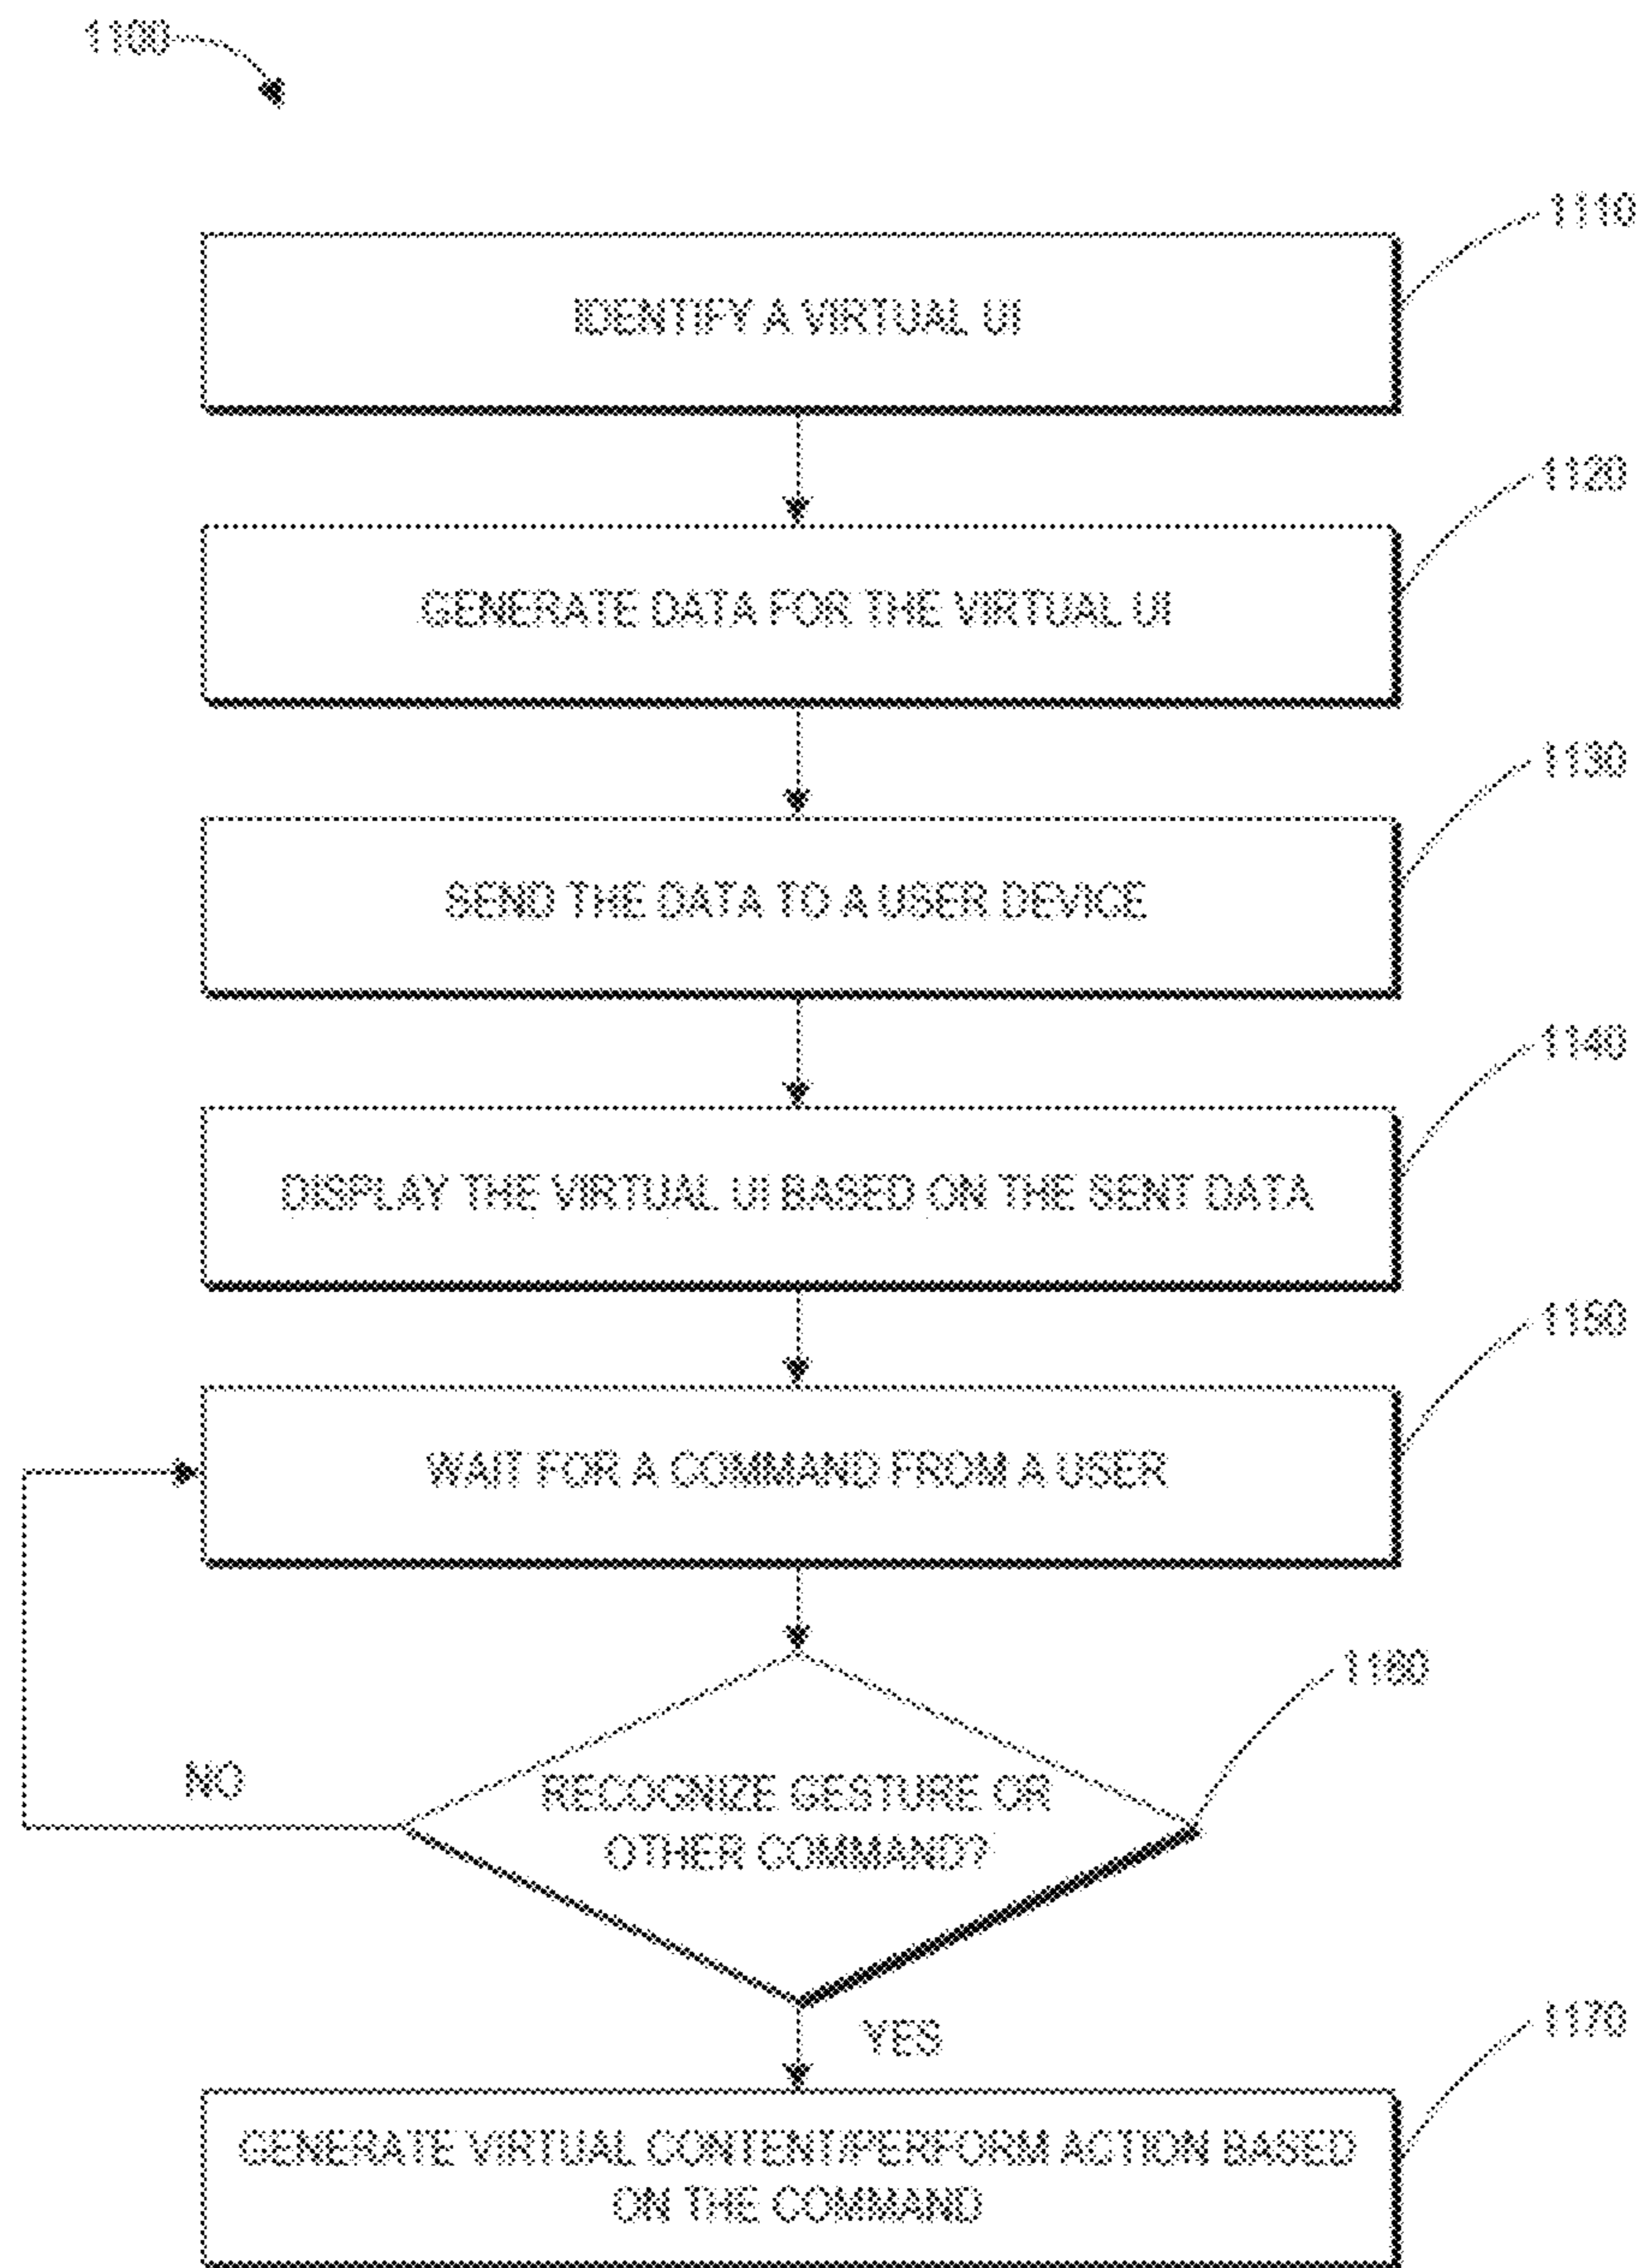 1100
1110
IDENTIFY A VIRTUAL UI
1120
GENERATE DATA FOR THE VIRTUAL UI
1130
SEND THE DATA TO A USER DEVICE
1140
DISPLAY THE VIRTUAL UI BASED ON THE SENT DATA
1150
WAIT FOR A COMMAND FROM A USER
1160
NO
RECOGNIZE GESTURE OR
OTHER COMMAND?
YES
1170
GENERATE VIRTUAL CONTENT/PERFORM ACTION BASED
ON THE COMMAND